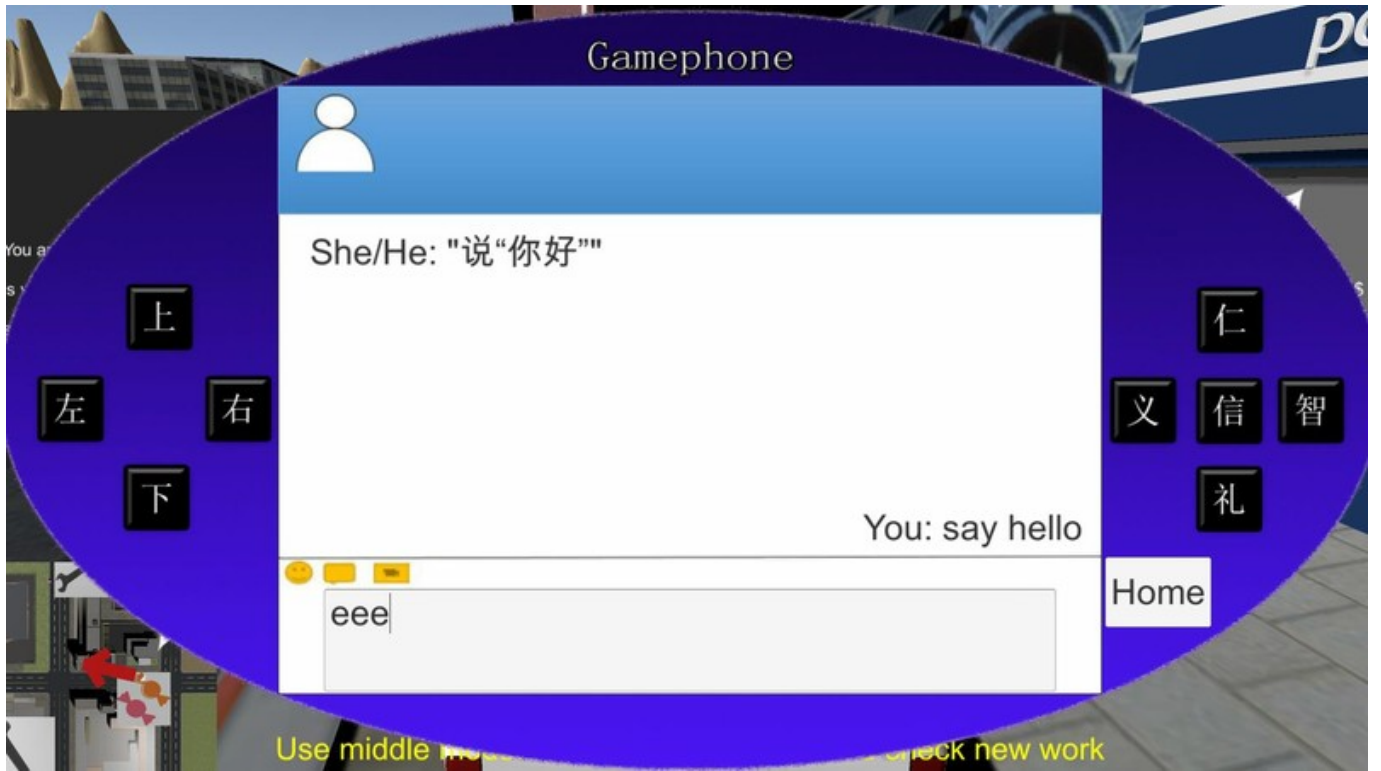 Gamephone
She/He: "说“你好”"
You a
上
仁
左
右
义
信
智
下
礼
You: say hello
Home
eee
Use middle
check new work